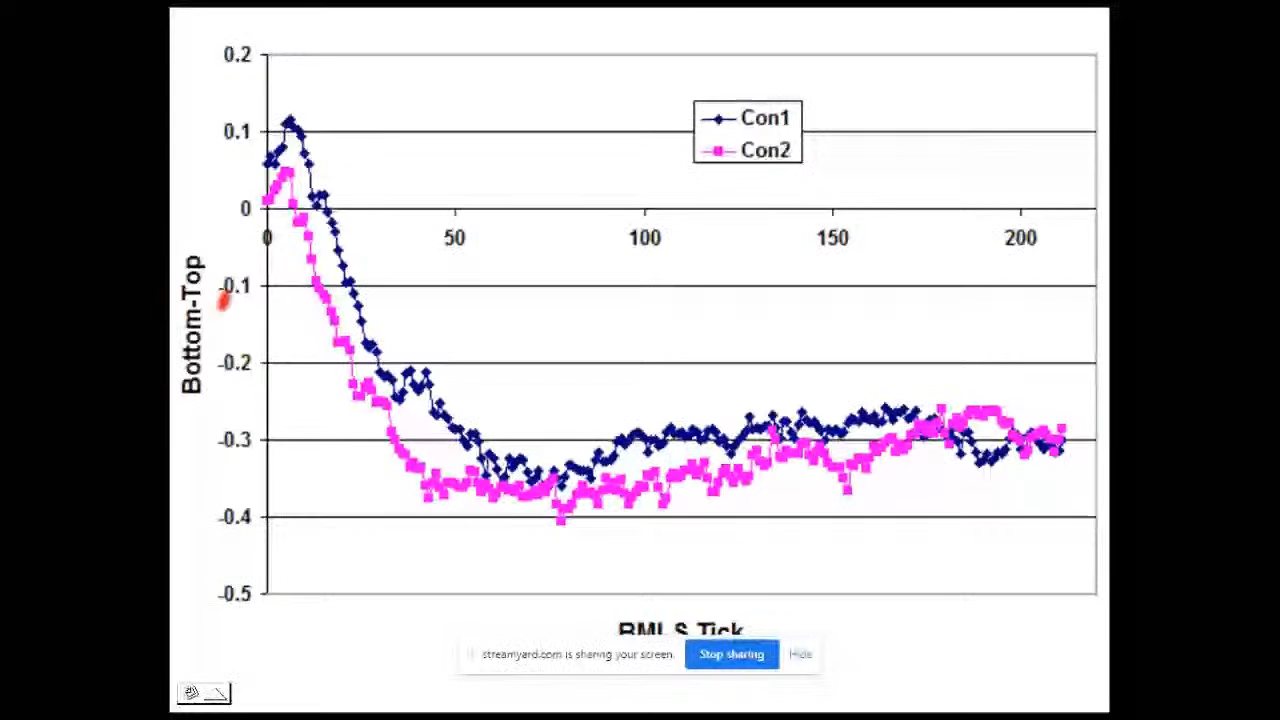 0.2
0.1
0
-0.1
-0.2
-0.3
-0.4
-0.5
0 50 100 150 200
Con1
Con2
Bottom-Top
Tick
streamyard.com is sharing your screen. Stop sharing Hide